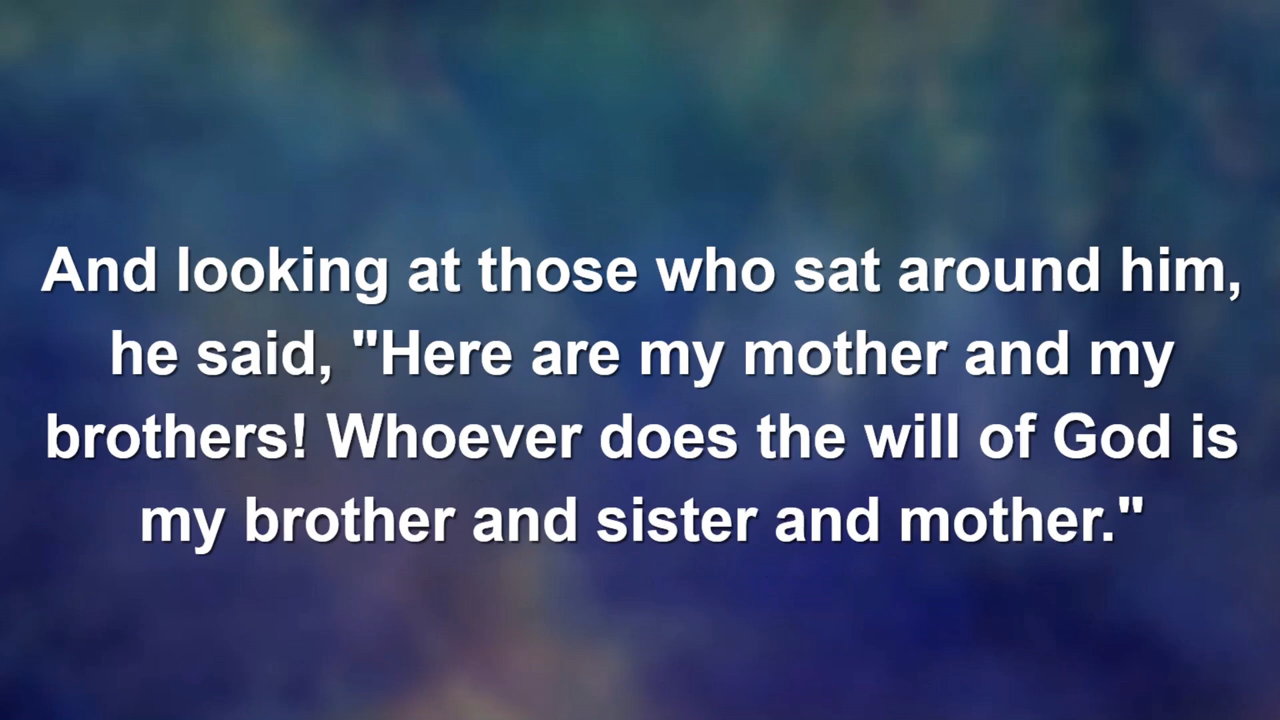 And looking at those who sat around him,
he said, "Here are my mother and my
brothers! Whoever does the will of God is
my brother and sister and mother."